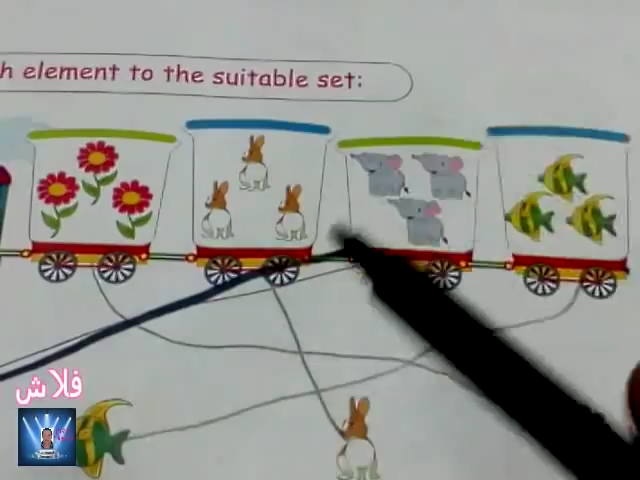 h element to the suitable set:
فلاش